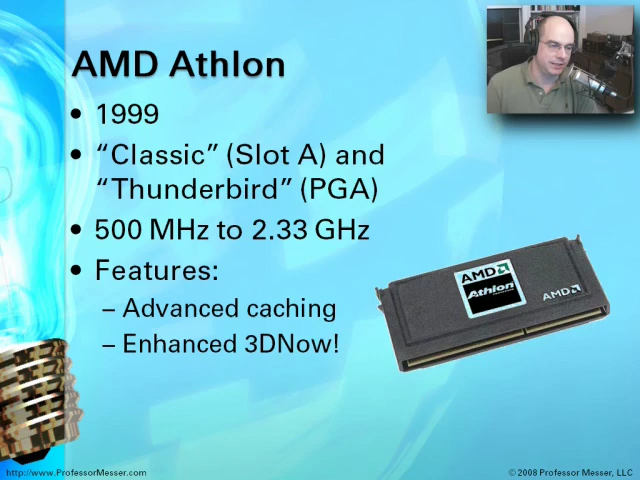 AMD Athlon
• 1999
• “Classic” (Slot A) and
“Thunderbird” (PGA)
• 500 MHz to 2.33 GHz
• Features:
– Advanced caching
– Enhanced 3DNow!
AMD
Athlon
AMD
http://www.ProfessorMesser.com
© 2008 Professor Messer, LLC